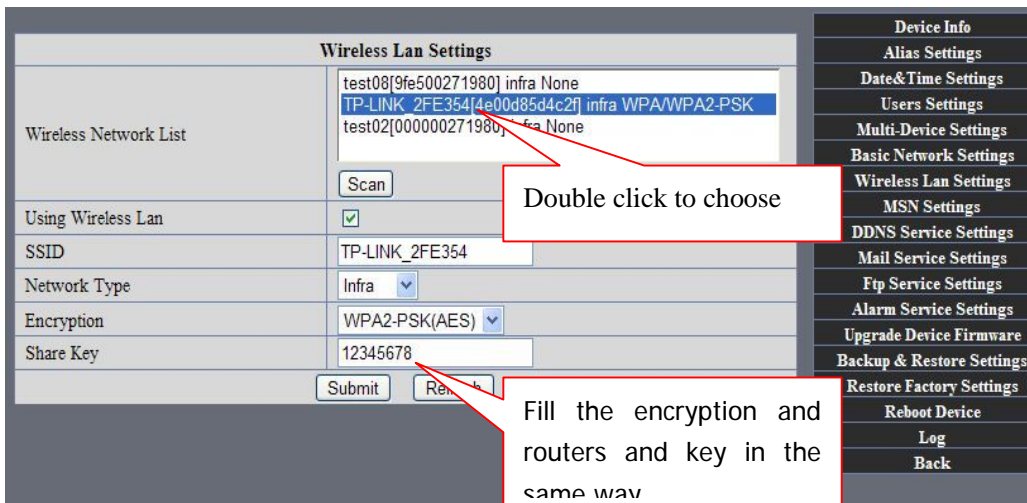 Wireless Lan Settings
Wireless Network List
test08[9fe500271980] infra None
TP-LINK_2FE354[4e00d85d4c2f] infra WPA/WPA2-PSK
test02[000000271980] infra None
Scan
Double click to choose
Using Wireless Lan
SSID
TP-LINK_2FE354
Network Type
Infra
Encryption
WPA2-PSK(AES)
Share Key
12345678
Submit
Fill the encryption and
routers and key in the
same way
Device Info
Alias Settings
Date&Time Settings
Users Settings
Multi-Device Settings
Basic Network Settings
Wireless Lan Settings
MSN Settings
DDNS Service Settings
Mail Service Settings
Ftp Service Settings
Alarm Service Settings
Upgrade Device Firmware
Backup & Restore Settings
Restore Factory Settings
Reboot Device
Log
Back